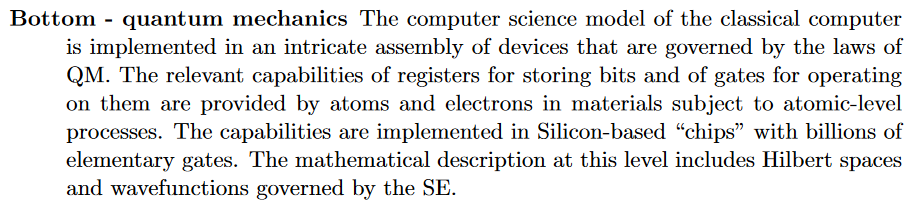 Bottom - quantum mechanics The computer science model of the classical computer
is implemented in an intricate assembly of devices that are governed by the laws of
QM. The relevant capabilities of registers for storing bits and of gates for operating
on them are provided by atoms and electrons in materials subject to atomic-level
processes. The capabilities are implemented in Silicon-based “chips” with billions of
elementary gates. The mathematical description at this level includes Hilbert spaces
and wavefunctions governed by the SE.